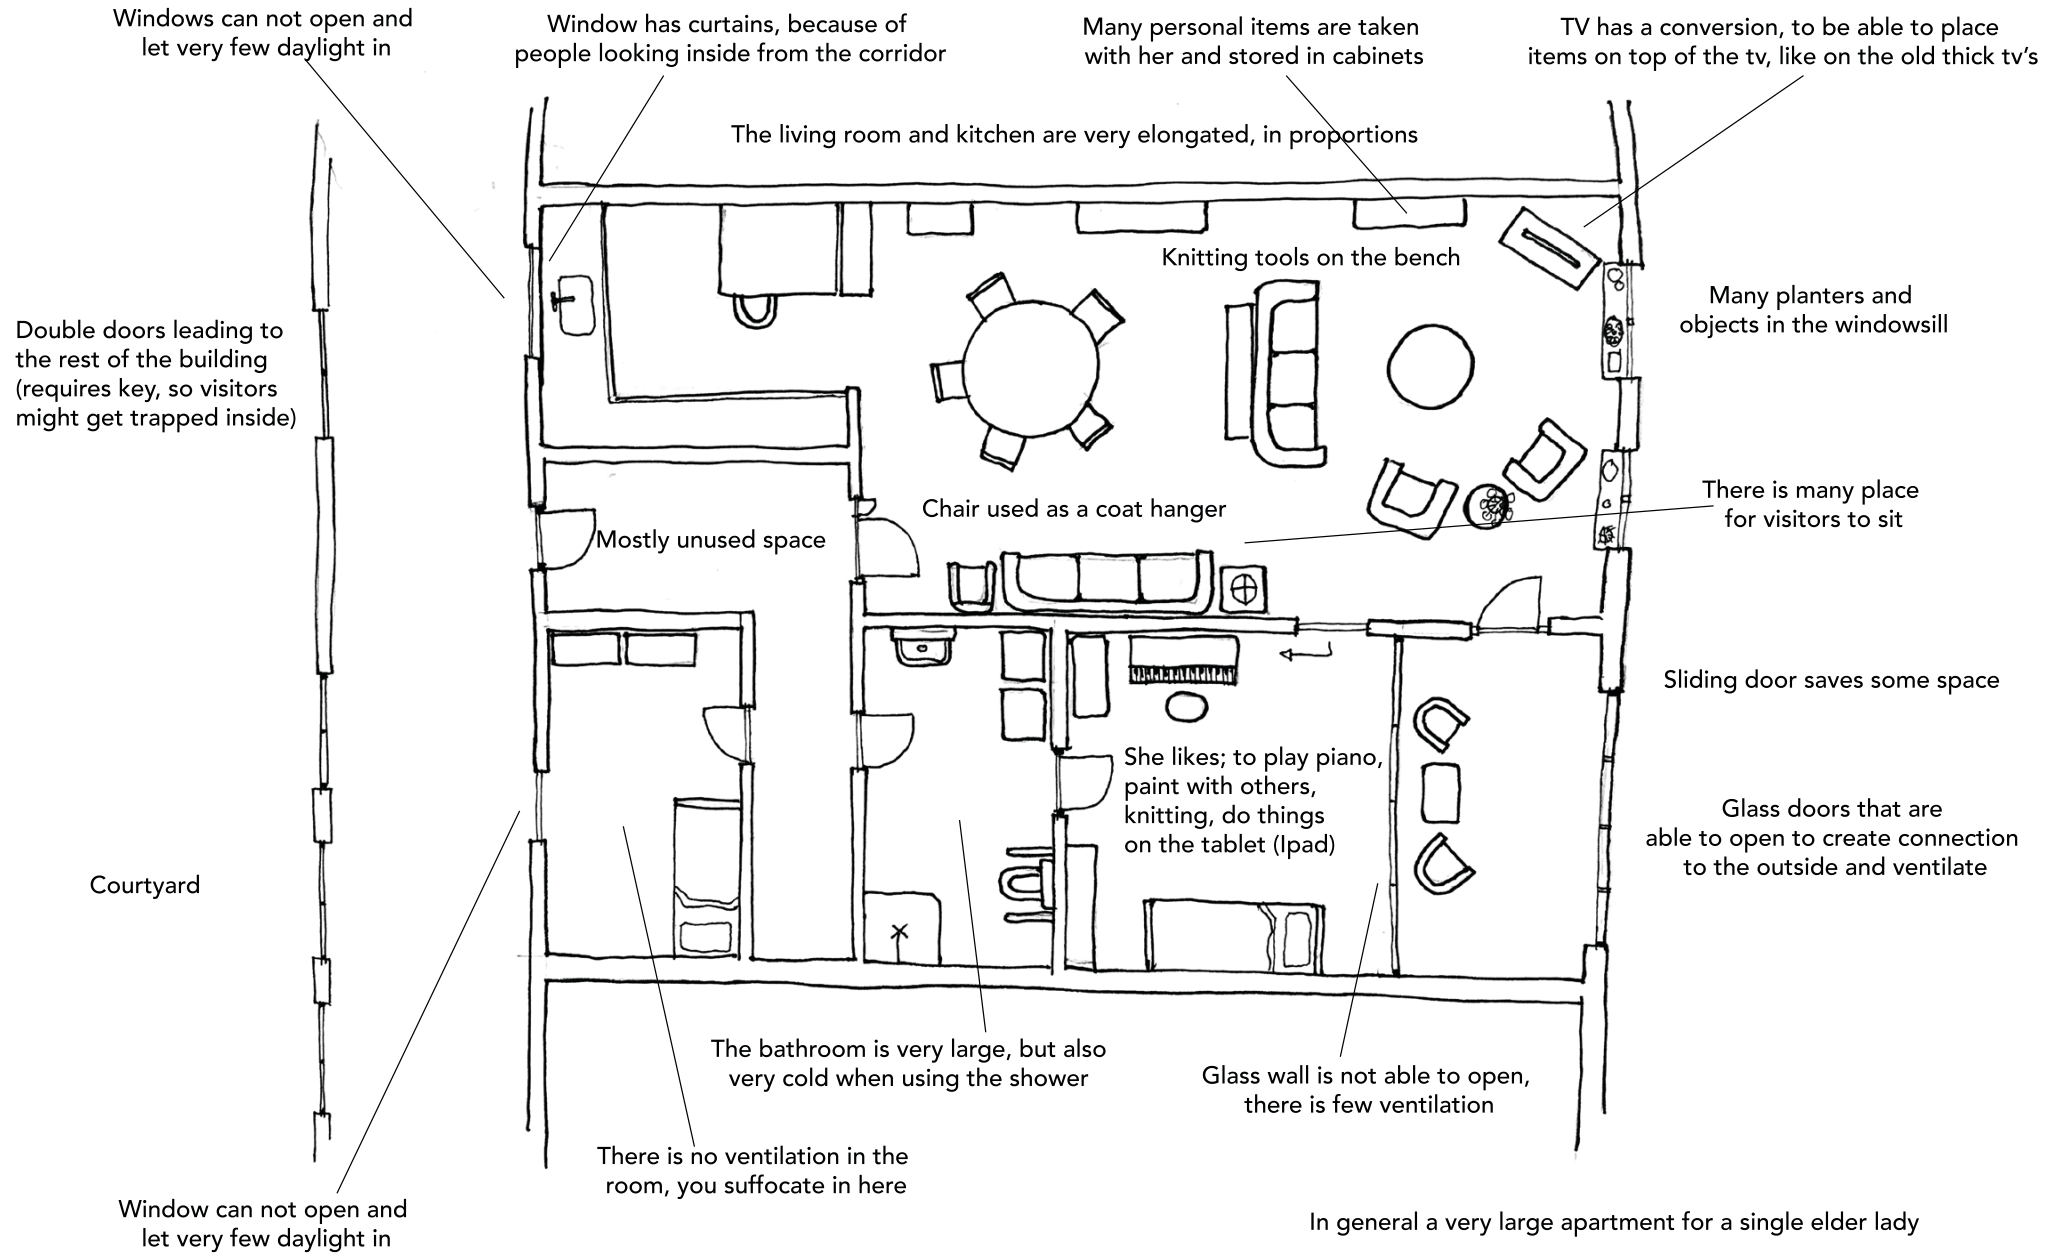 Windows can not open and
let very few daylight in
Window has curtains, because of
people looking inside from the corridor
Many personal items are taken
with her and stored in cabinets
TV has a conversion, to be able to place
items on top of the tv, like on the old thick tv's
The living room and kitchen are very elongated, in proportions
Knitting tools on the bench
Many planters and
objects in the windowsill
Double doors leading to
the rest of the building
(requires key, so visitors
might get trapped inside)
Chair used as a coat hanger
There is many place
for visitors to sit
Mostly unused space
Sliding door saves some space
She likes; to play piano,
paint with others,
knitting, do things
on the tablet (Ipad)
Glass doors that are
able to open to create connection
to the outside and ventilate
Courtyard
The bathroom is very large, but also
very cold when using the shower
Glass wall is not able to open,
there is few ventilation
There is no ventilation in the
room, you suffocate in here
Window can not open and
let very few daylight in
In general a very large apartment for a single elder lady